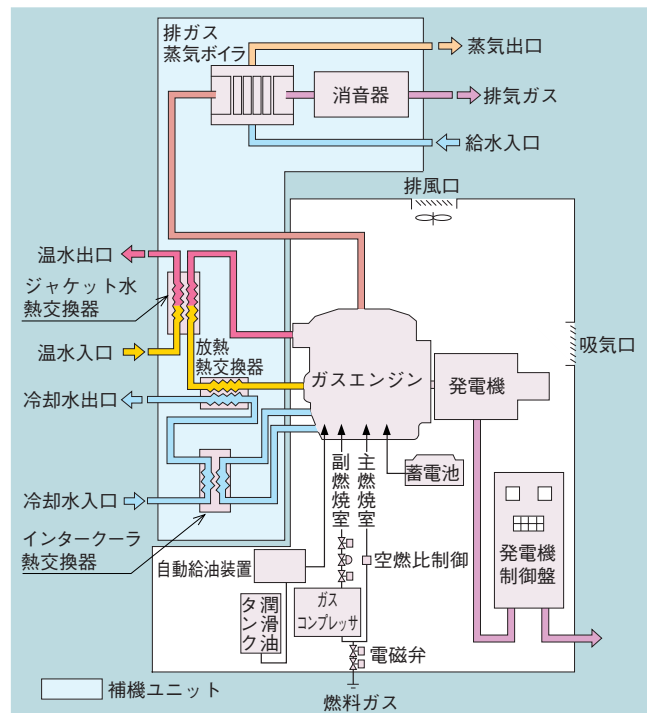 排ガス
蒸気ボイラ
蒸気出口
消音器
排気ガス
給水入口
排風口
温水出口
ジャケット水
熱交換器
吸気口
温水入口
放熱
熱交換器
ガスエンジン
発電機
冷却水出口
副燃焼室
主燃焼室
蓄電池
冷却水入口
インタークーラ
熱交換器
自動給油装置
空燃比制御
発電機
制御盤
潤滑油
タンク
ガス
コンプレッサ
電磁弁
補機ユニット
燃料ガス